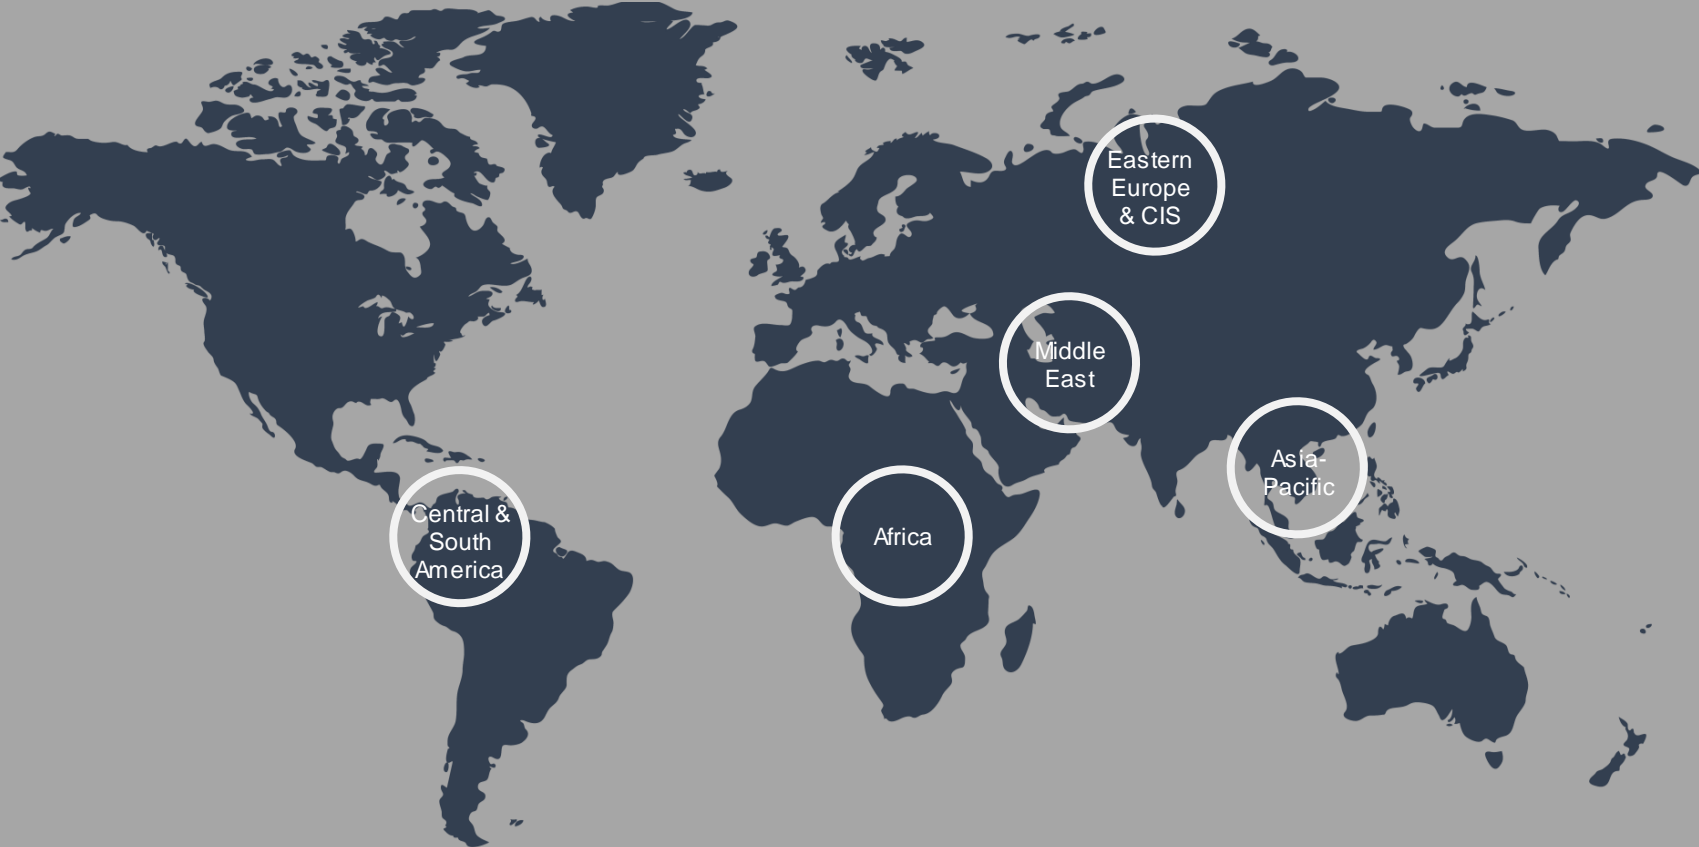 Eastern
Europe
& CIS
Middle
East
Asia-
Pacific
Central &
South
America
Africa